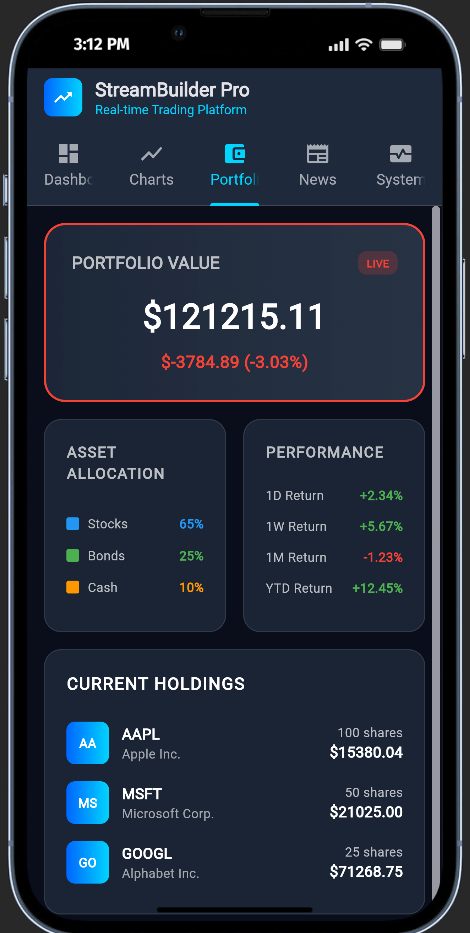 3:12 PM
StreamBuilder Pro
Real-time Trading Platform
Dashbc Charts Portfol News System
PORTFOLIO VALUE LIVE
$121215.11
$-3784.89 (-3.03%)
ASSET
ALLOCATION
Stocks 65%
Bonds 25%
Cash 10%
PERFORMANCE
1D Return +2.34%
1W Return +5.67%
1M Return -1.23%
YTD Return +12.45%
CURRENT HOLDINGS
AA AAPL 100 shares
Apple Inc. $15380.04
MS MSFT 50 shares
Microsoft Corp. $21025.00
GO GOOGL 25 shares
Alphabet Inc. $71268.75